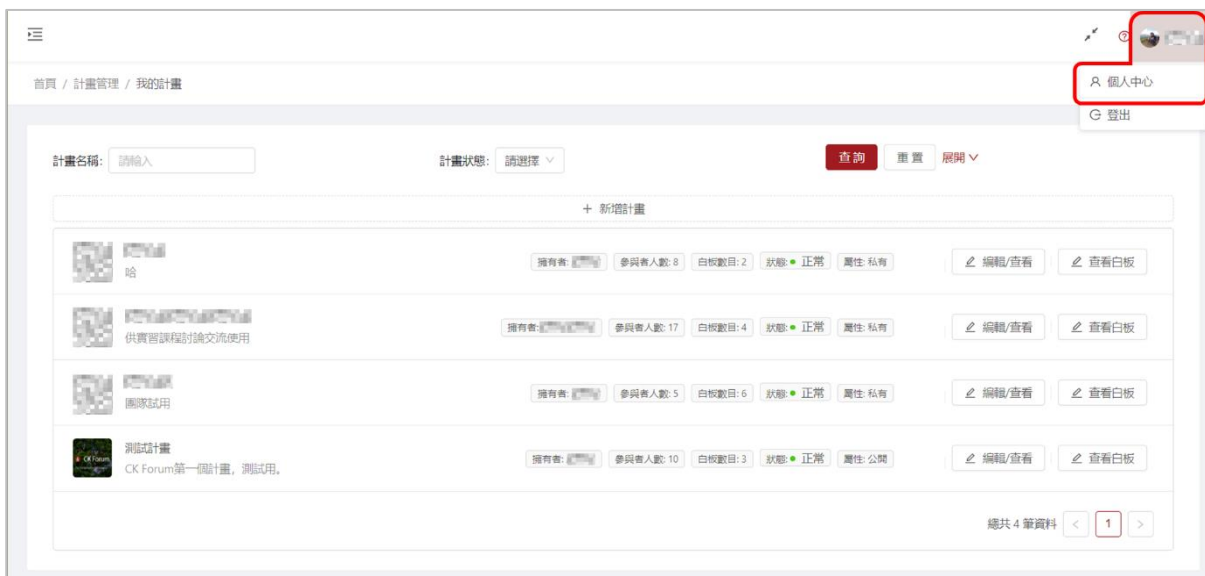 首頁 / 計畫管理 / 我的計畫
個人中心
登出
計畫名稱: 請輸入 計畫狀態: 請選擇 查詢 重置 展開
+ 新增計畫
哈
擁有者: 參與者人數: 8 白板數目: 2 狀態: 正常 屬性: 私有 編輯/查看 查看白板
供實習課程討論交流使用
擁有者: 參與者人數: 17 白板數目: 4 狀態: 正常 屬性: 私有 編輯/查看 查看白板
團隊試用
擁有者: 參與者人數: 5 白板數目: 6 狀態: 正常 屬性: 私有 編輯/查看 查看白板
CK Forum
測試計畫
CK Forum第一個計畫，測試用。
擁有者: 參與者人數: 10 白板數目: 3 狀態: 正常 屬性: 公開 編輯/查看 查看白板
總共 4 筆資料 < 1 >